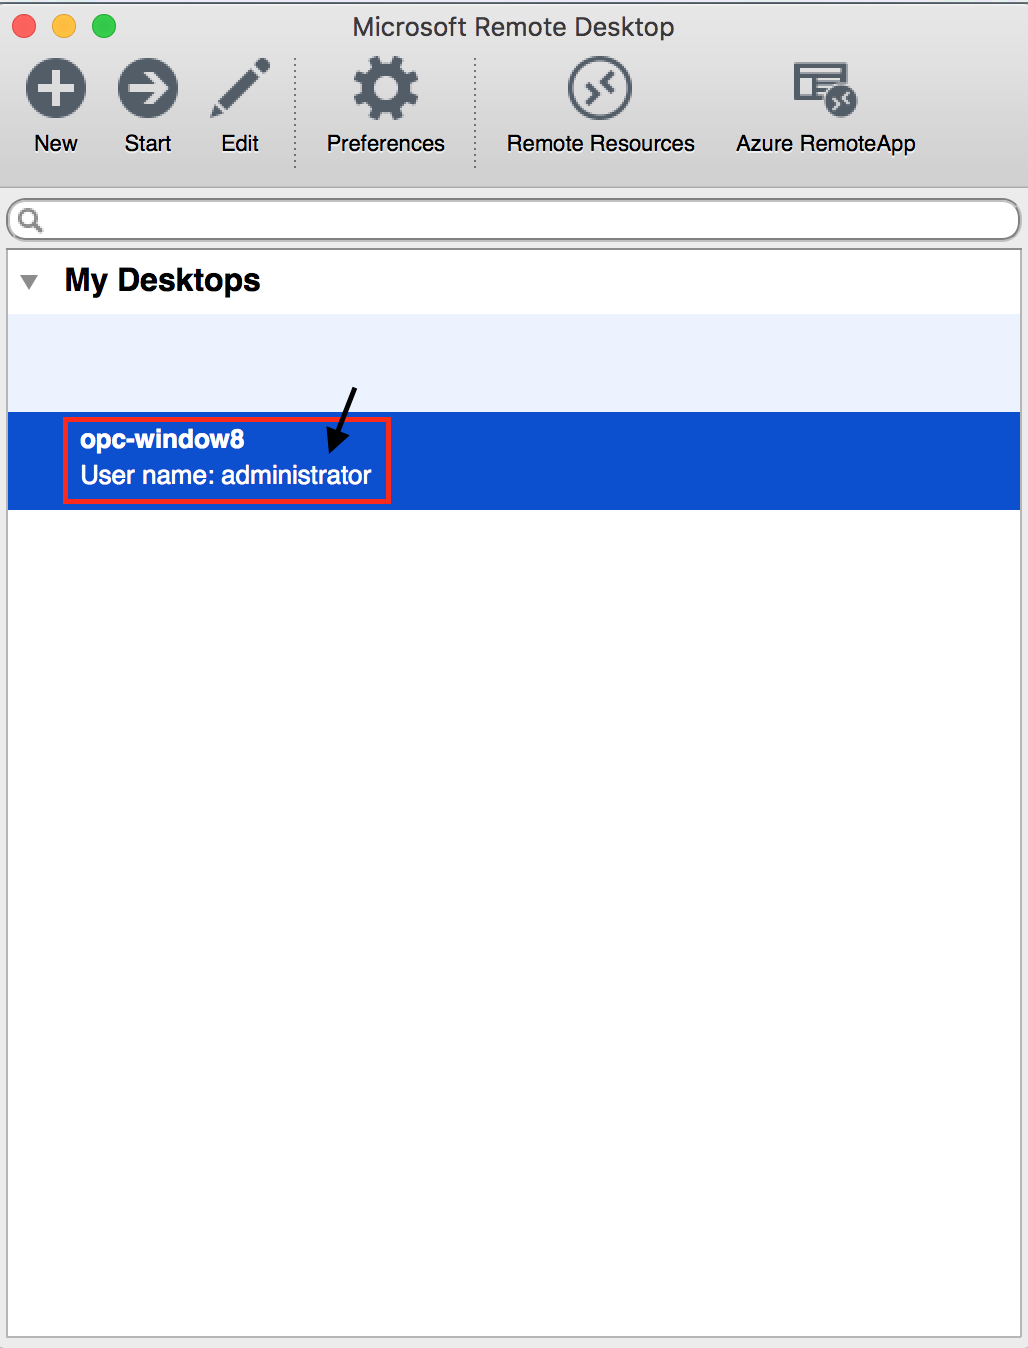 Microsoft Remote Desktop
New Start Edit Preferences Remote Resources Azure RemoteApp
My Desktops
opc-window8
User name: administrator